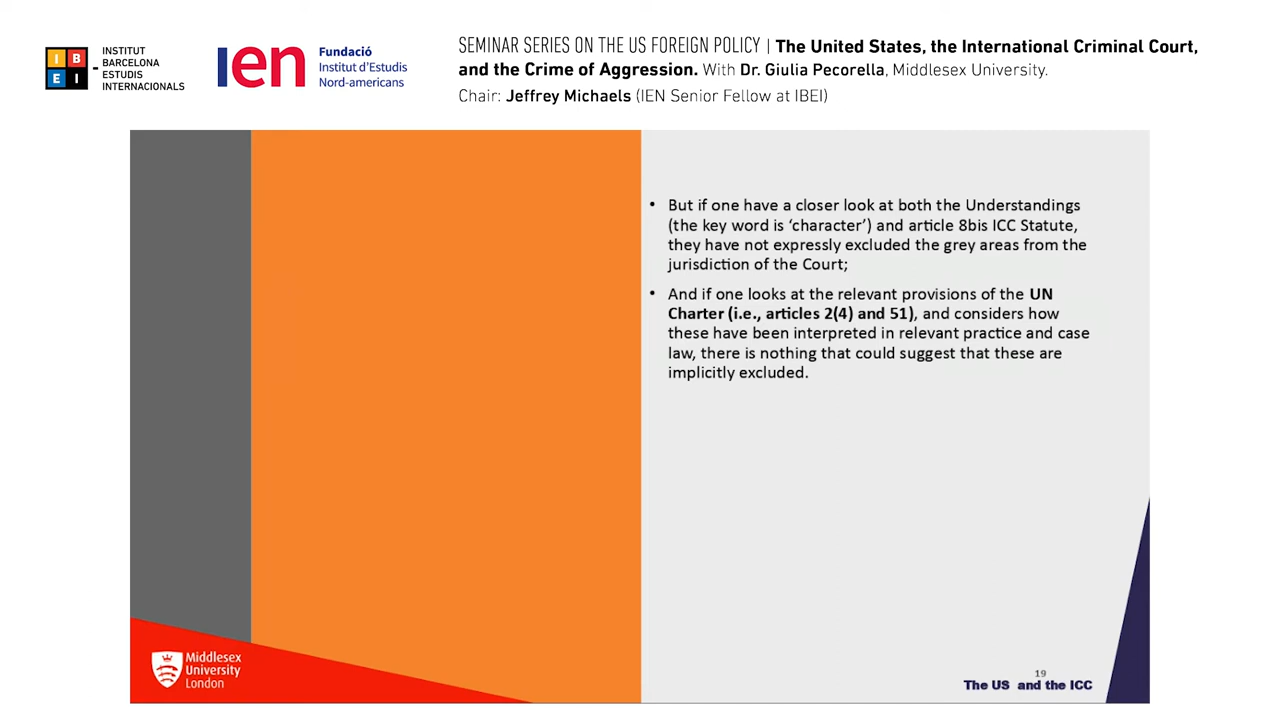 I B
E I
INSTITUT
BARCELONA
ESTUDIS
INTERNACIONALS
ien
Fundació
Institut d'Estudis
Nord-americans
SEMINAR SERIES ON THE US FOREIGN POLICY | The United States, the International Criminal Court,
and the Crime of Aggression. With Dr. Giulia Pecorella, Middlesex University.
Chair: Jeffrey Michaels (IEN Senior Fellow at IBEI)
• But if one have a closer look at both the Understandings
(the key word is ‘character’) and article 8bis ICC Statute,
they have not expressly excluded the grey areas from the
jurisdiction of the Court;
• And if one looks at the relevant provisions of the UN
Charter (i.e., articles 2(4) and 51), and considers how
these have been interpreted in relevant practice and case
law, there is nothing that could suggest that these are
implicitly excluded.
Middlesex
University
London
19
The US and the ICC